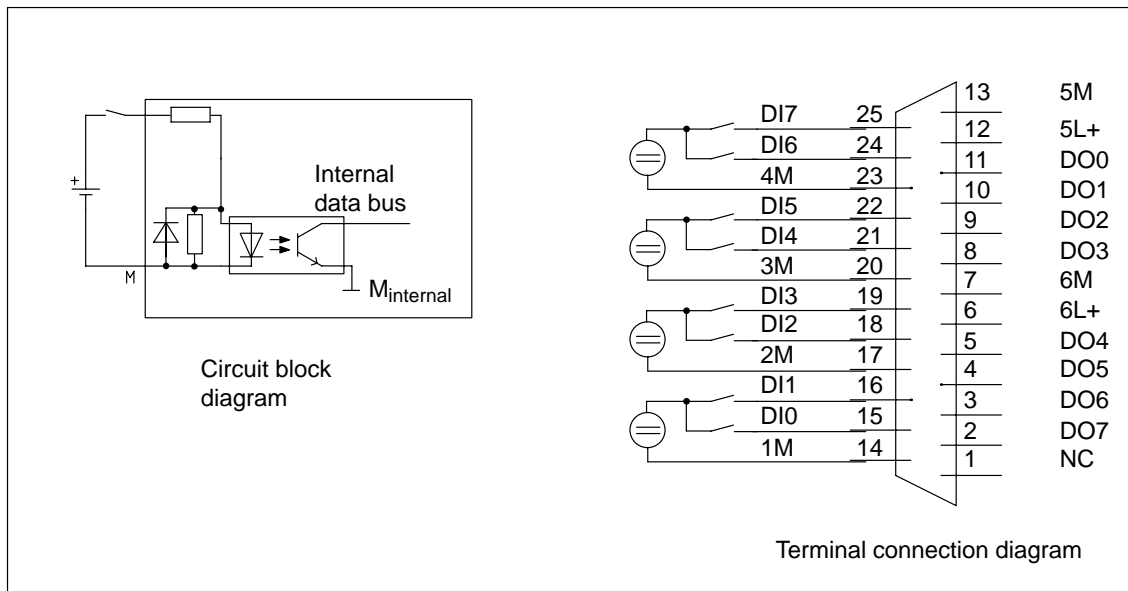 +
M
Internal
data bus
Minternal
Circuit block
diagram
DI7 25
DI6 24
4M 23
DI5 22
DI4 21
3M 20
DI3 19
DI2 18
2M 17
DI1 16
DI0 15
1M 14
13 5M
12 5L+
11 DO0
10 DO1
9 DO2
8 DO3
7 6M
6 6L+
5 DO4
4 DO5
3 DO6
2 DO7
1 NC
Terminal connection diagram